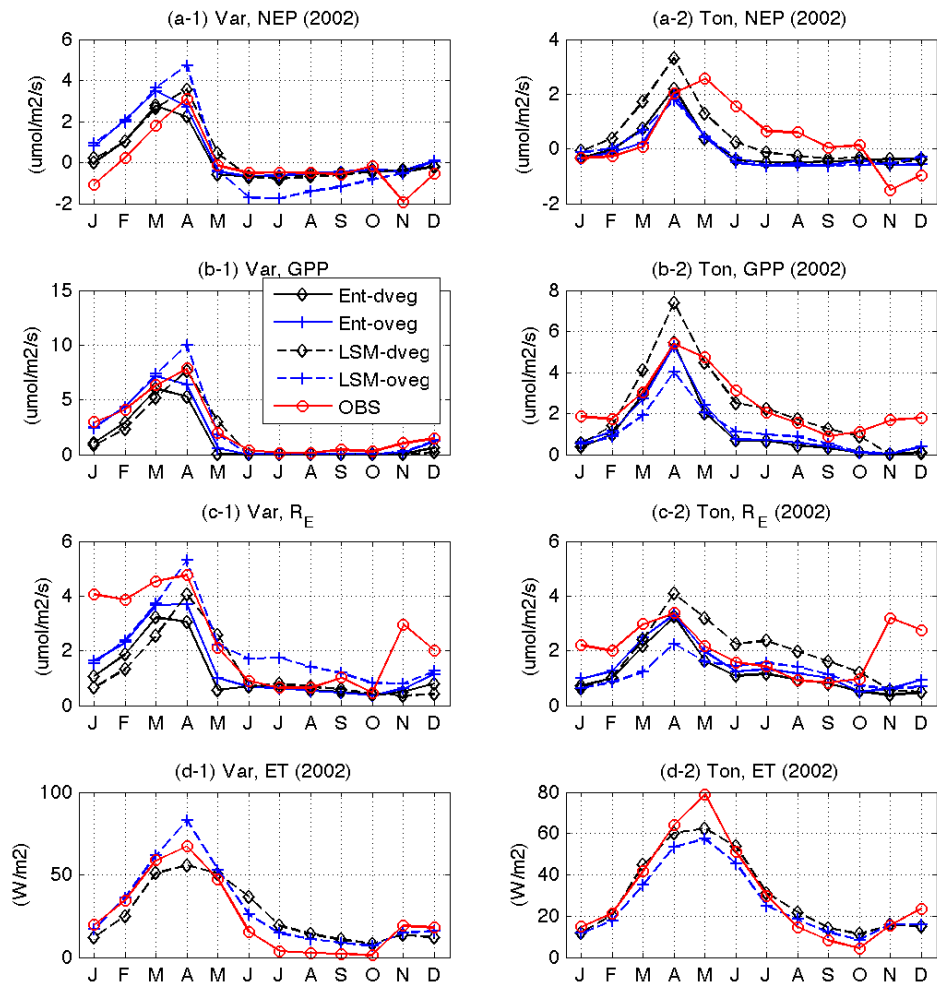 (a-1) Var, NEP (2002)
(umol/m2/s)
6
4
2
0
-2
J F M A M J J A S O N D
(a-2) Ton, NEP (2002)
(umol/m2/s)
4
2
0
-2
J F M A M J J A S O N D
(b-1) Var, GPP
(umol/m2/s)
15
10
5
0
J F M A M J J A S O N D
Ent-dveg
Ent-oveg
LSM-dveg
LSM-oveg
OBS
(b-2) Ton, GPP (2002)
(umol/m2/s)
8
6
4
2
0
J F M A M J J A S O N D
(c-1) Var, R_E
(umol/m2/s)
6
4
2
0
J F M A M J J A S O N D
(c-2) Ton, R_E (2002)
(umol/m2/s)
6
4
2
0
J F M A M J J A S O N D
(d-1) Var, ET (2002)
(W/m2)
100
50
0
J F M A M J J A S O N D
(d-2) Ton, ET (2002)
(W/m2)
80
60
40
20
0
J F M A M J J A S O N D